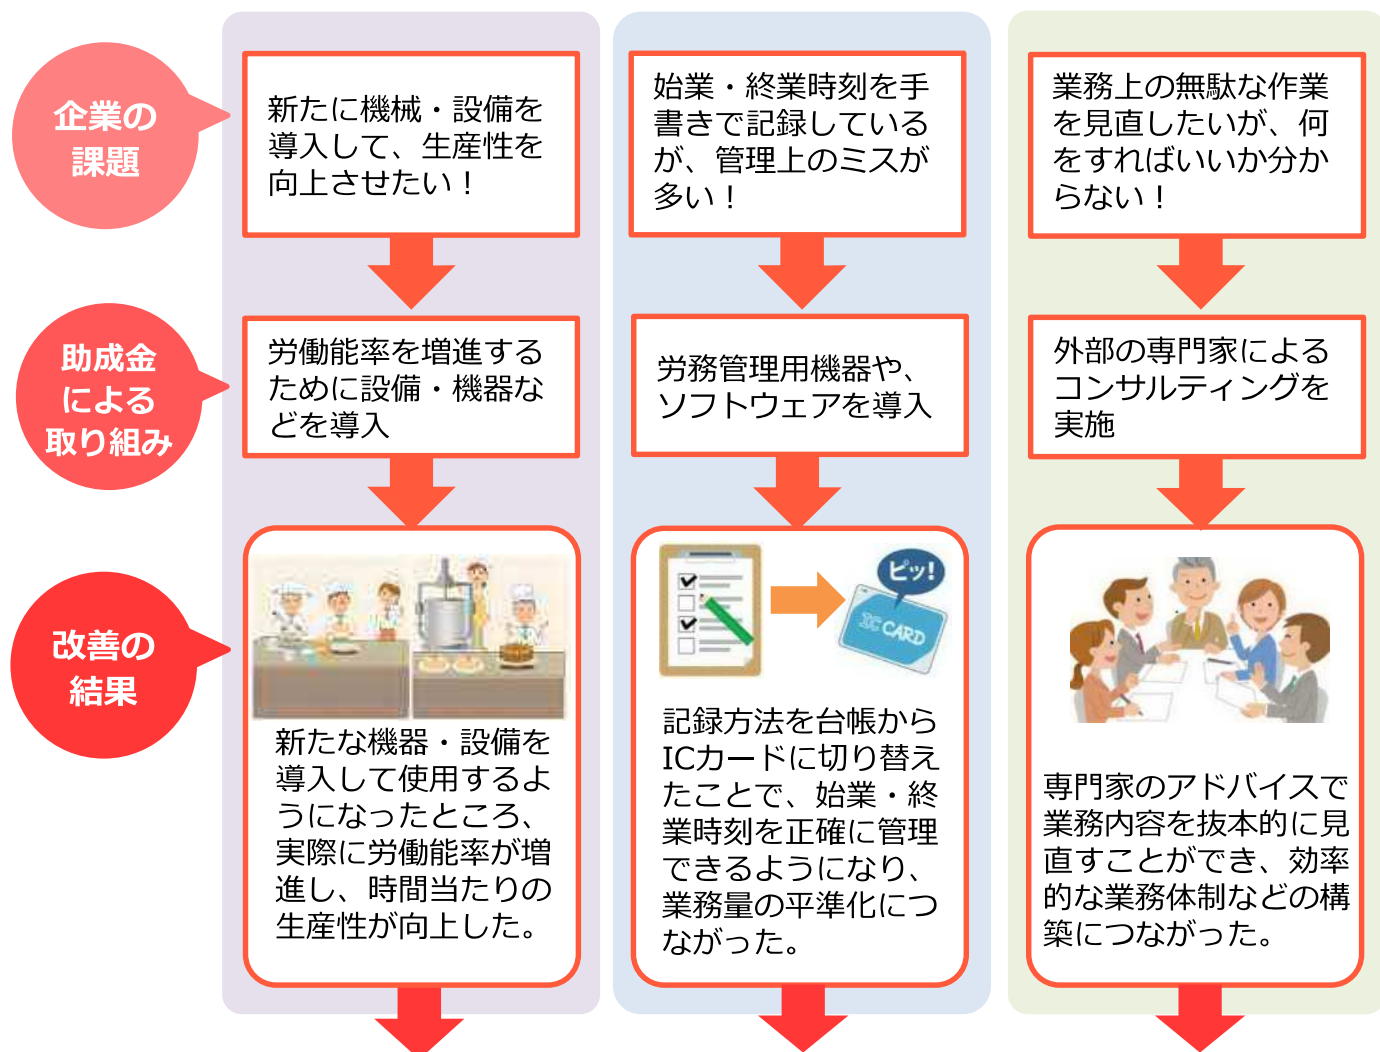 企業の
課題
新たに機械・設備を
導入して、生産性を
向上させたい！
始業・終業時刻を手
書きで記録している
が、管理上のミスが
多い！
業務上の無駄な作業
を見直したいが、何
をすればいいか分か
らない！
助成金
による
取り組み
労働能率を増進する
ために設備・機器な
どを導入
労務管理用機器や、
ソフトウェアを導入
外部の専門家による
コンサルティングを
実施
改善の
結果
新たな機器・設備を
導入して使用するよ
うになったところ、
実際に労働能率が増
進し、時間当たりの
生産性が向上した。
ピッ!
IC CARD
記録方法を台帳から
ICカードに切り替え
たことで、始業・終
業時刻を正確に管理
できるようになり、
業務量の平準化につ
ながった。
専門家のアドバイスで
業務内容を抜本的に見
直すことができ、効率
的な業務体制などの構
築につながった。